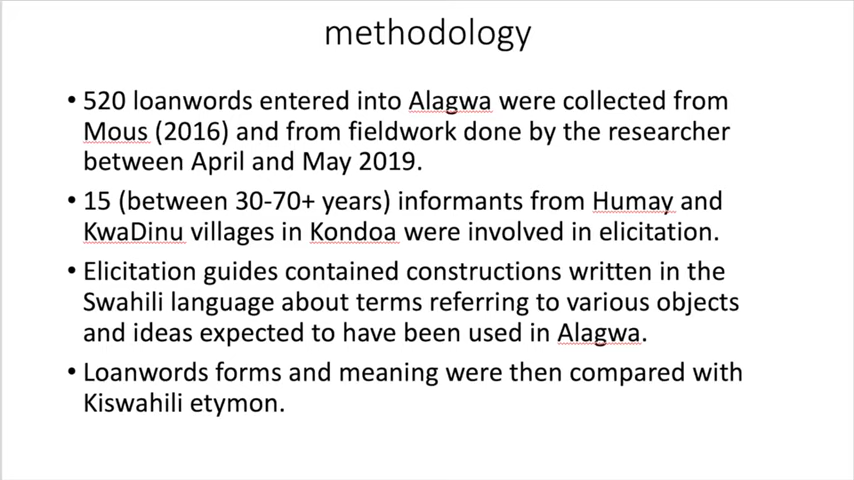 methodology
• 520 loanwords entered into Alagwa were collected from
Mous (2016) and from fieldwork done by the researcher
between April and May 2019.
• 15 (between 30-70+ years) informants from Humay and
KwaDinu villages in Kondoa were involved in elicitation.
• Elicitation guides contained constructions written in the
Swahili language about terms referring to various objects
and ideas expected to have been used in Alagwa.
• Loanwords forms and meaning were then compared with
Kiswahili etymon.